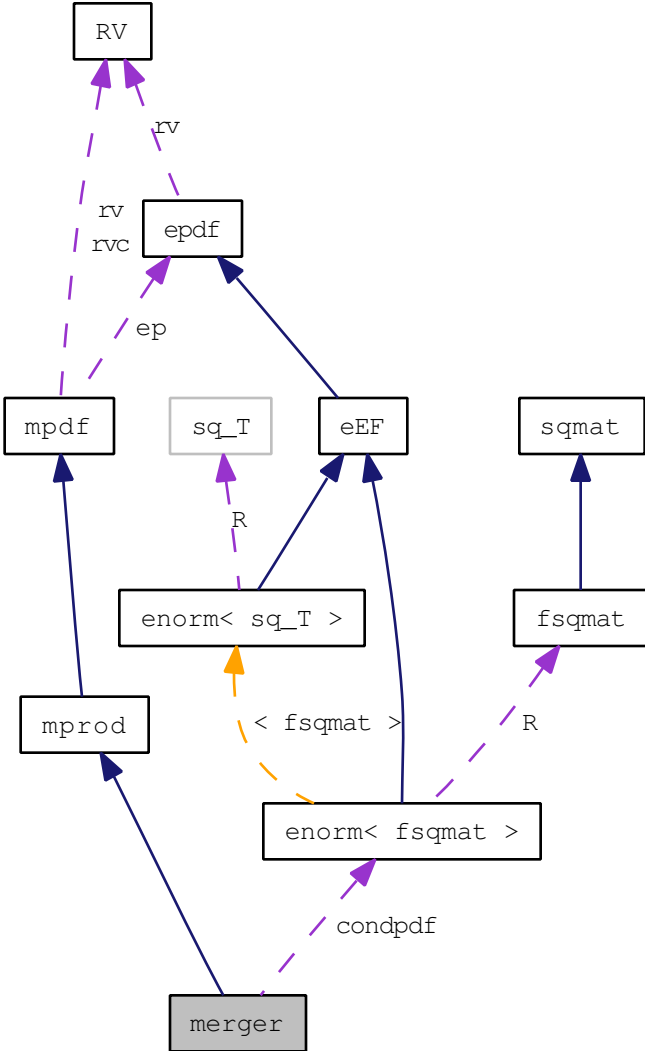 RV
rv
rv
rvc
epdf
ep
mpdf
sq_T
eEF
sqmat
R
enorm< sq_T >
fsqmat
mprod
< fsqmat >
R
enorm< fsqmat >
condpdf
merger